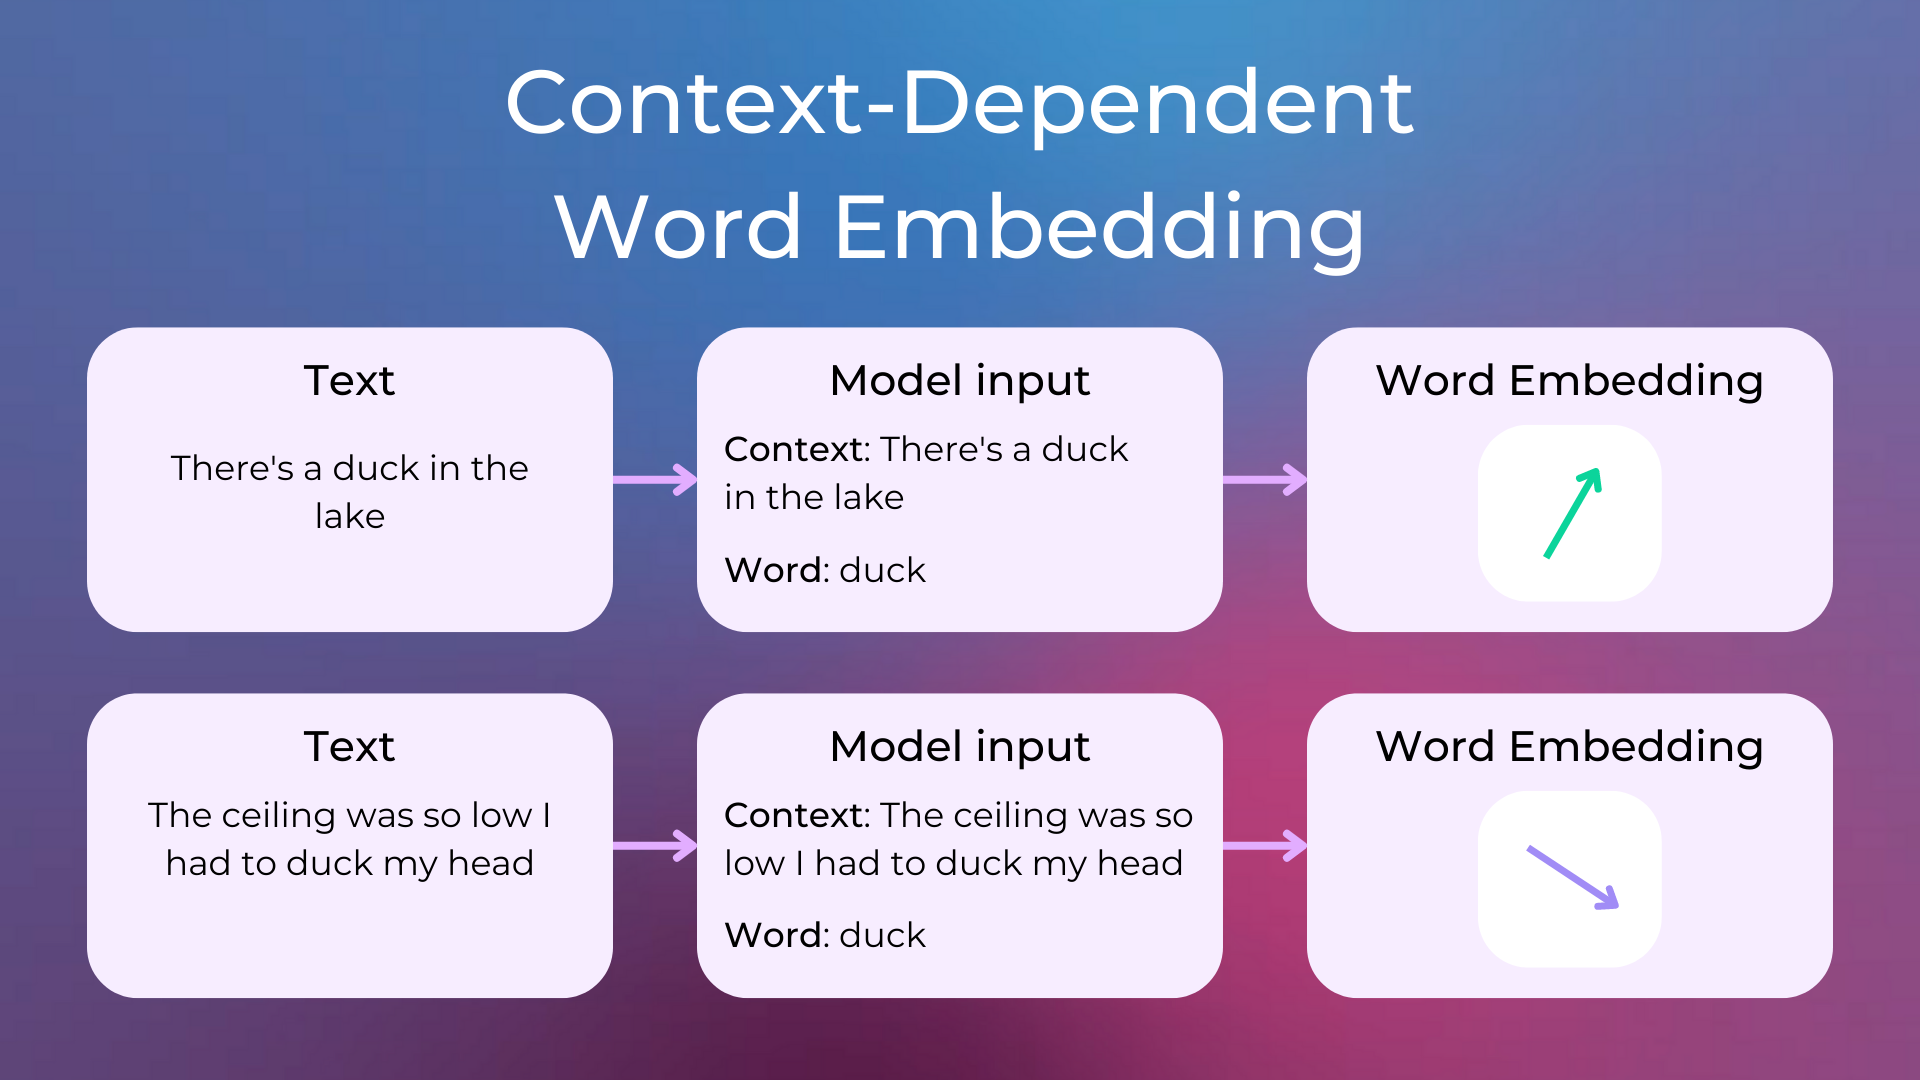 Context-Dependent
Word Embedding
Text
There's a duck in the
lake
Model input
Context: There's a duck
in the lake
Word: duck
Word Embedding
Text
The ceiling was so low I
had to duck my head
Model input
Context: The ceiling was so
low I had to duck my head
Word: duck
Word Embedding